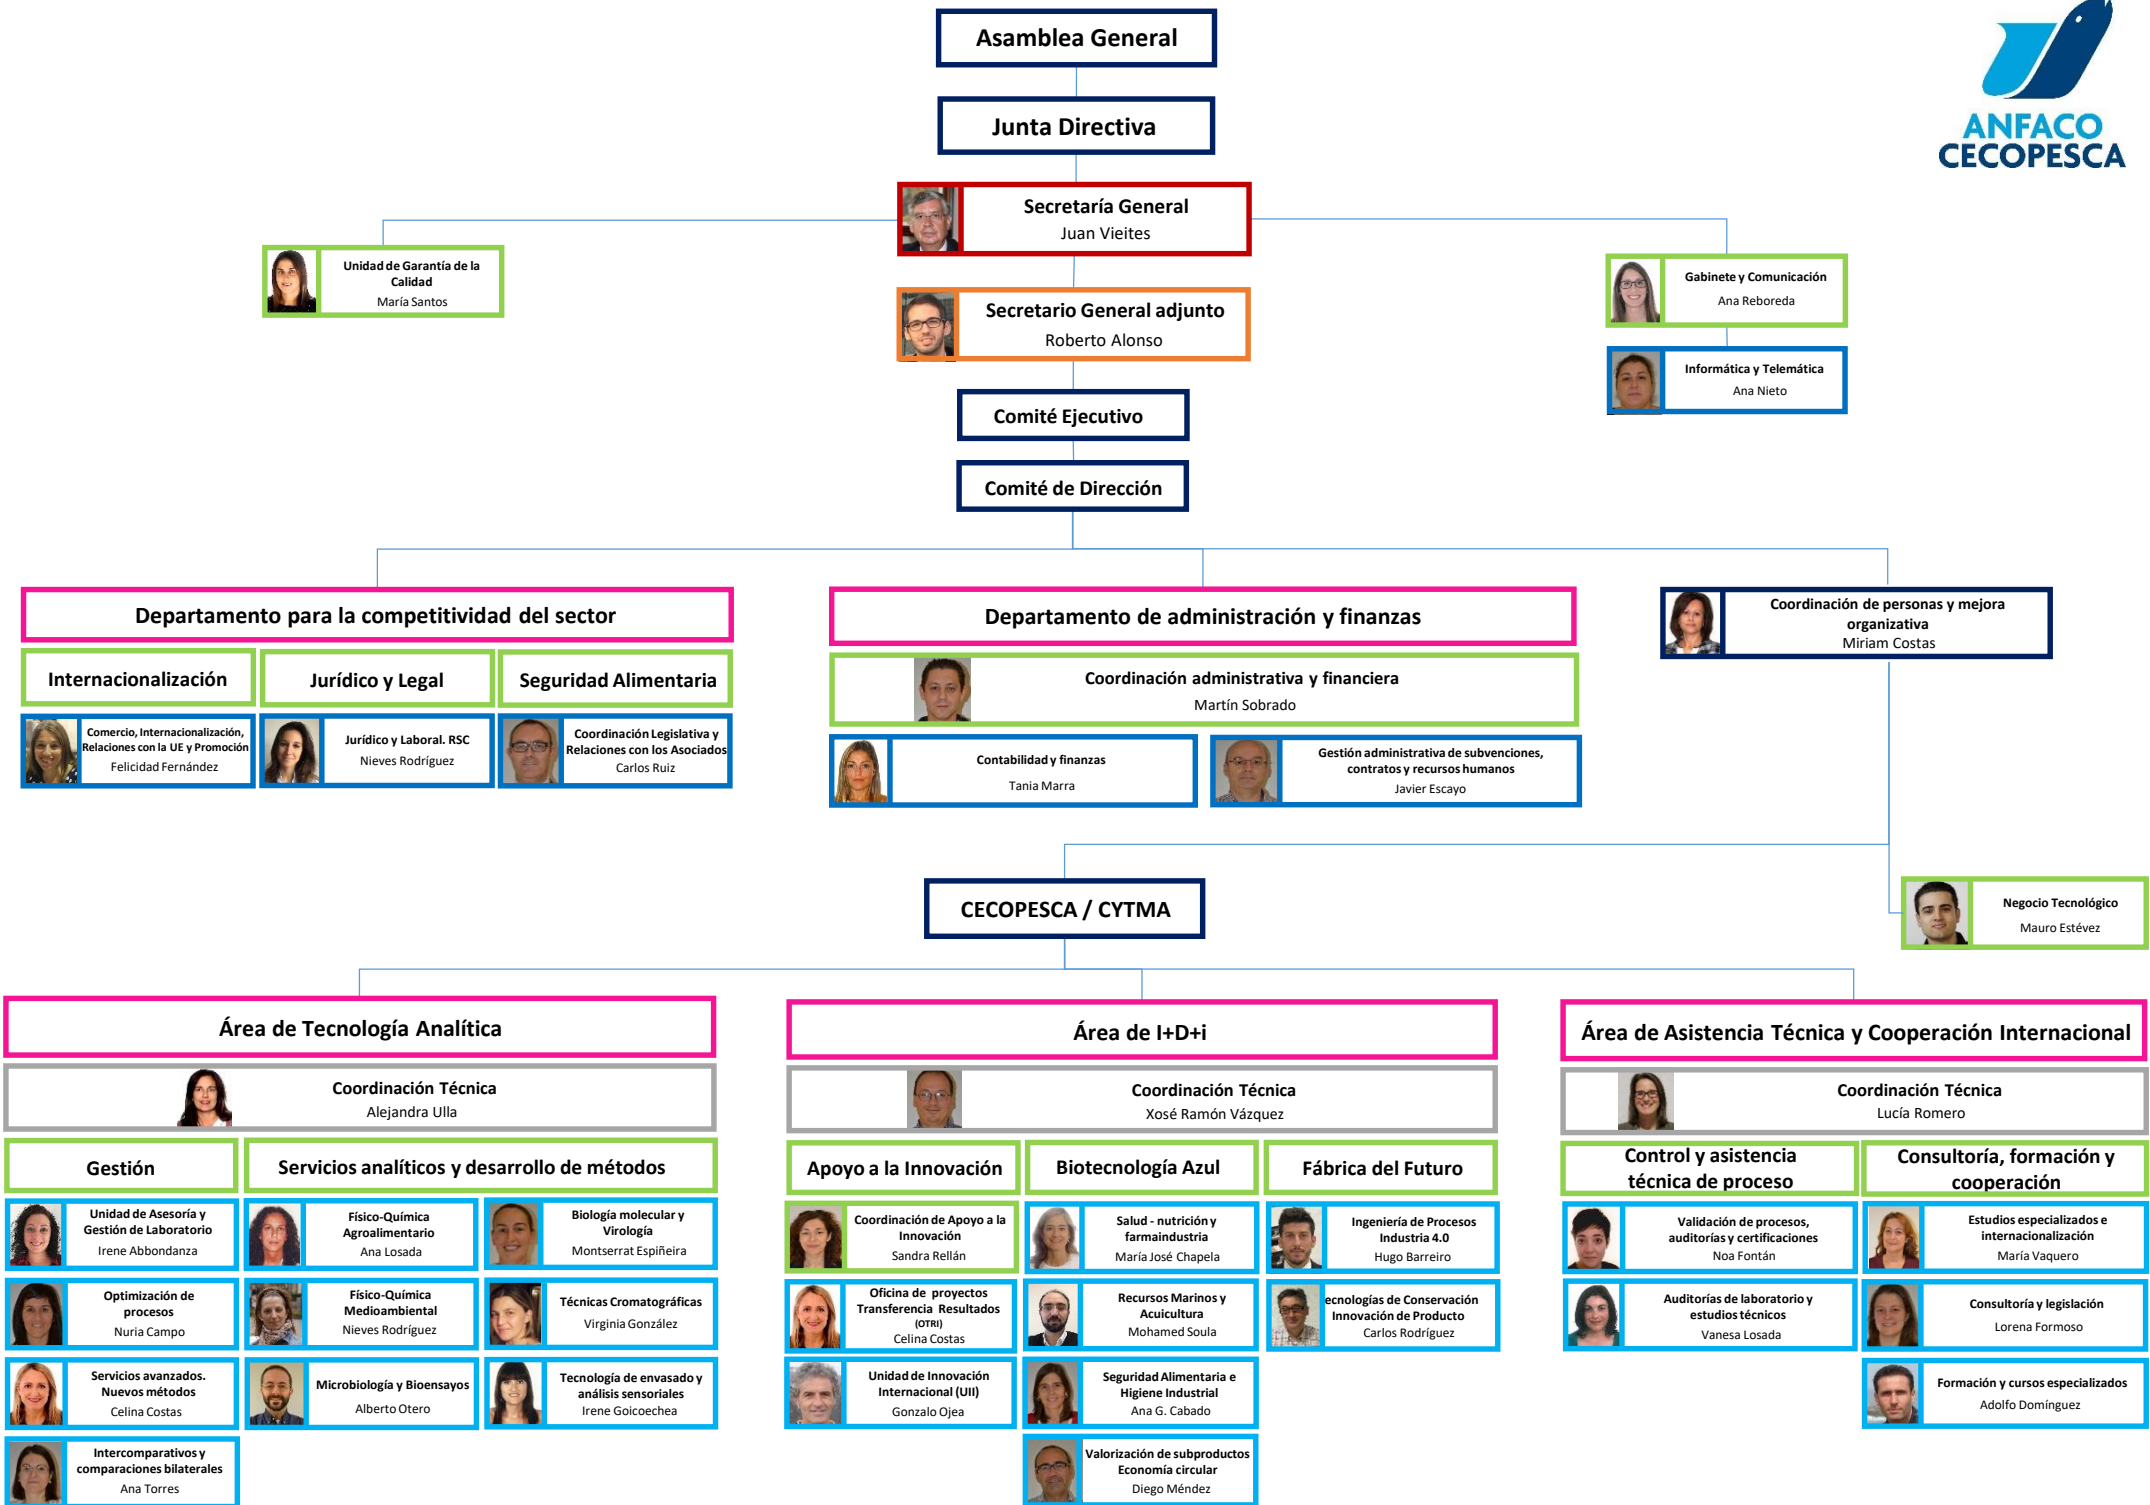 Asamblea General
ANFACO
CECOPESCA
Junta Directiva
Secretaría General
Juan Vieites
Unidad de Garantía de la
Calidad
María Santos
Gabinete y Comunicación
Ana Reboreda
Secretario General adjunto
Roberto Alonso
Informática y Telemática
Ana Nieto
Comité Ejecutivo
Comité de Dirección
Departamento para la competitividad del sector
Internacionalización
Jurídico y Legal
Seguridad Alimentaria
Comercio, Internacionalización,
Relaciones con la UE y Promoción
Felicidad Fernández
Jurídico y Laboral. RSC
Nieves Rodríguez
Coordinación Legislativa y
Relaciones con los Asociados
Carlos Ruiz
Departamento de administración y finanzas
Coordinación administrativa y financiera
Martín Sobrado
Contabilidad y finanzas
Tania Marra
Gestión administrativa de subvenciones,
contratos y recursos humanos
Javier Escayo
Coordinación de personas y mejora
organizativa
Miriam Costas
CECOPESCA / CYTMA
Negocio Tecnológico
Mauro Estévez
Área de Tecnología Analítica
Coordinación Técnica
Alejandra Ulla
Gestión
Servicios analíticos y desarrollo de métodos
Unidad de Asesoría y
Gestión de Laboratorio
Irene Abbondanza
Físico-Química
Agroalimentario
Ana Losada
Biología molecular y
Virología
Montserrat Espiñeira
Optimización de
procesos
Nuria Campo
Físico-Química
Medioambiental
Nieves Rodríguez
Técnicas Cromatográficas
Virginia González
Servicios avanzados.
Nuevos métodos
Celina Costas
Microbiología y Bioensayos
Alberto Otero
Tecnología de envasado y
análisis sensoriales
Irene Goicoechea
Intercomparativos y
comparaciones bilaterales
Ana Torres
Área de I+D+i
Coordinación Técnica
Xosé Ramón Vázquez
Apoyo a la Innovación
Biotecnología Azul
Fábrica del Futuro
Coordinación de Apoyo a la
Innovación
Sandra Rellán
Salud - nutrición y
farmaindustria
María José Chapela
Ingeniería de Procesos
Industria 4.0
Hugo Barreiro
Oficina de proyectos
Transferencia Resultados
(OTRI)
Celina Costas
Recursos Marinos y
Acuicultura
Mohamed Soula
ecnologías de Conservación
Innovación de Producto
Carlos Rodríguez
Unidad de Innovación
Internacional (UII)
Gonzalo Ojea
Seguridad Alimentaria e
Higiene Industrial
Ana G. Cabado
Valorización de subproductos
Economía circular
Diego Méndez
Área de Asistencia Técnica y Cooperación Internacional
Coordinación Técnica
Lucía Romero
Control y asistencia
técnica de proceso
Consultoría, formación y
cooperación
Validación de procesos,
auditorías y certificaciones
Noa Fontán
Estudios especializados e
internacionalización
María Vaquero
Auditorías de laboratorio y
estudios técnicos
Vanesa Losada
Consultoría y legislación
Lorena Formoso
Formación y cursos especializados
Adolfo Domínguez